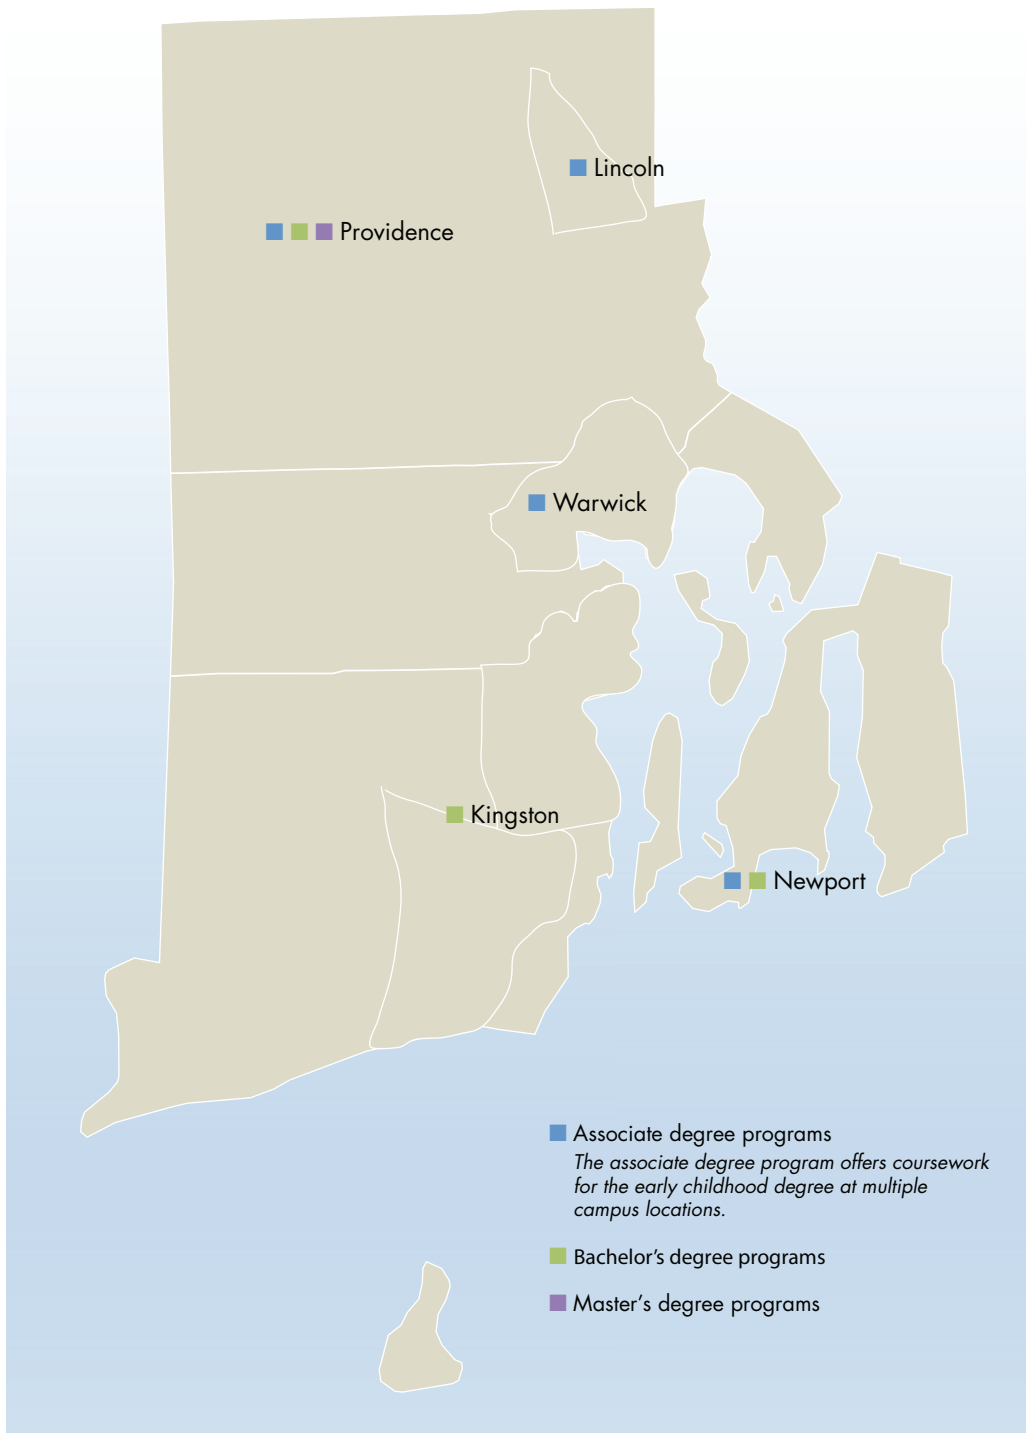 Lincoln
Providence
Warwick
Kingston
Newport
Associate degree programs
The associate degree program offers coursework
for the early childhood degree at multiple
campus locations.
Bachelor's degree programs
Master's degree programs